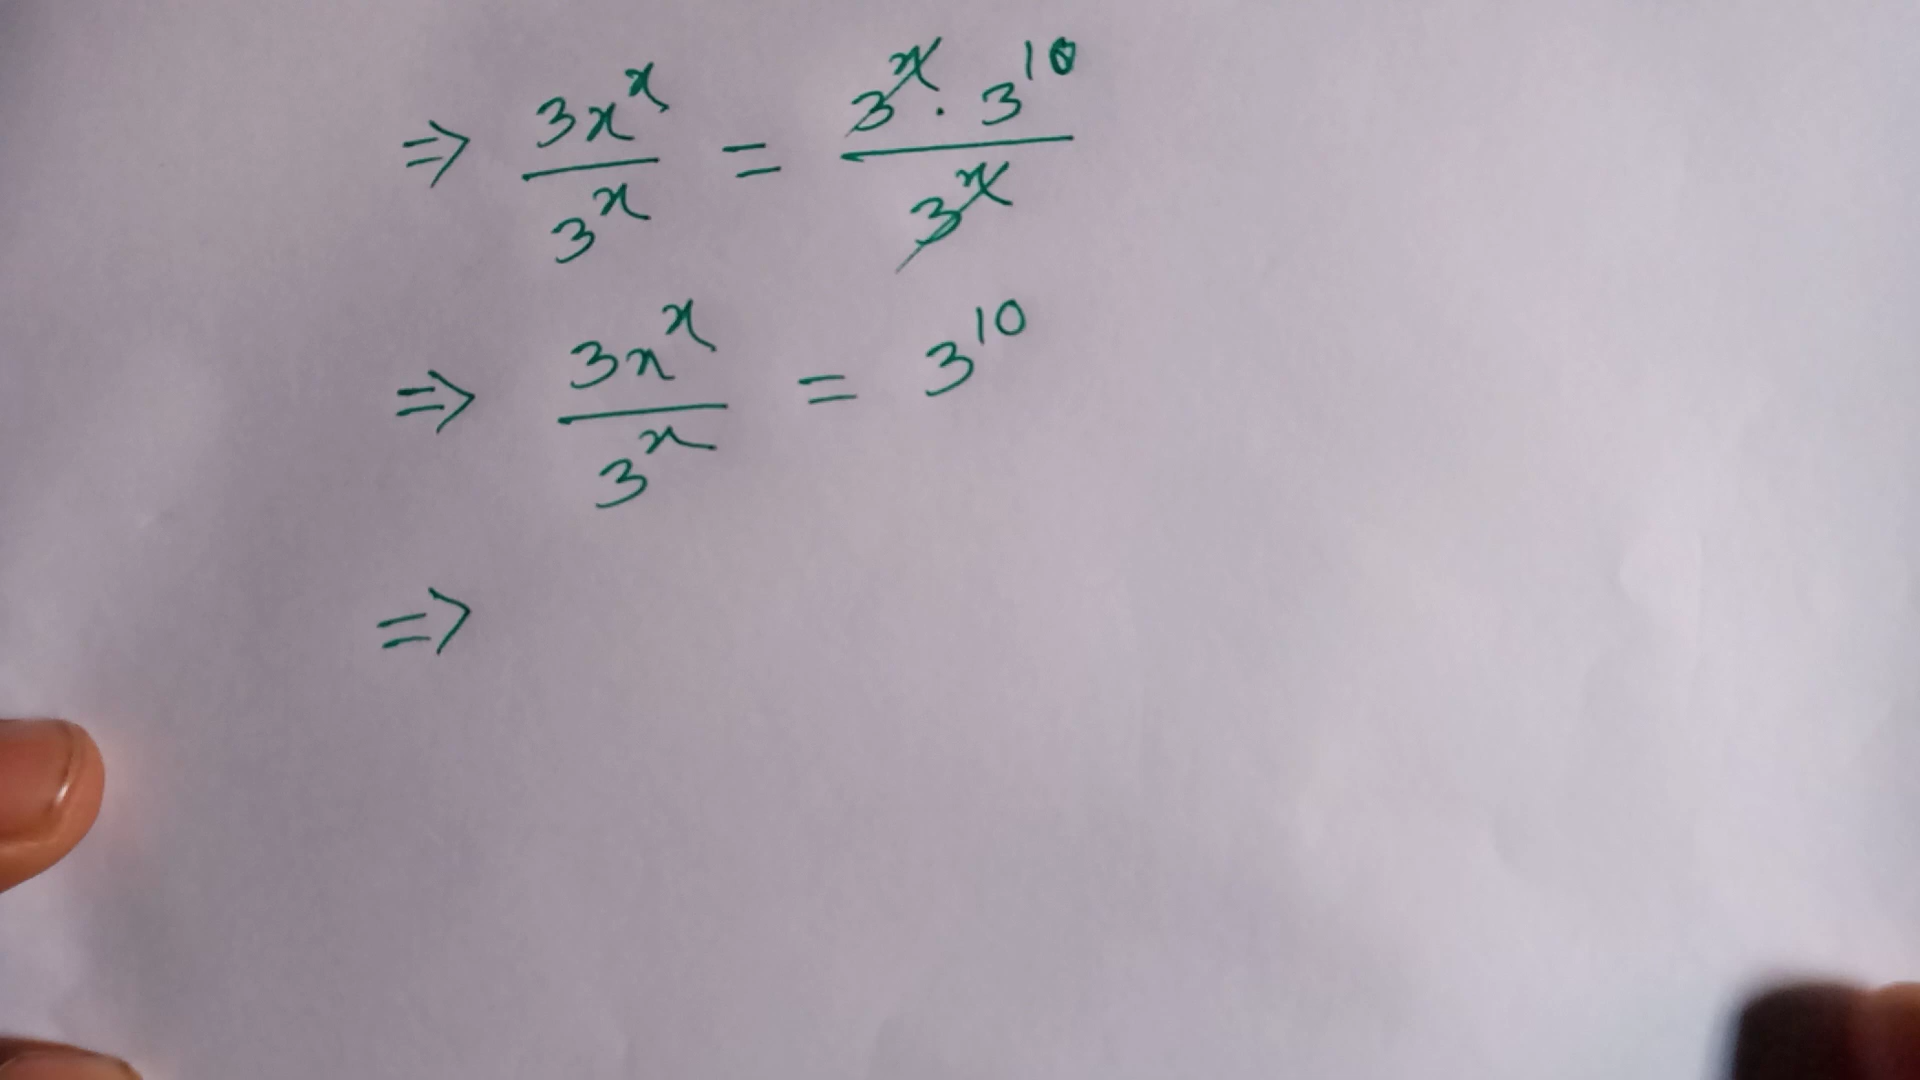 ⇒ 3x^x / 3^x = 3^x · 3^10 / 3^x
⇒ 3x^x / 3^x = 3^10
⇒